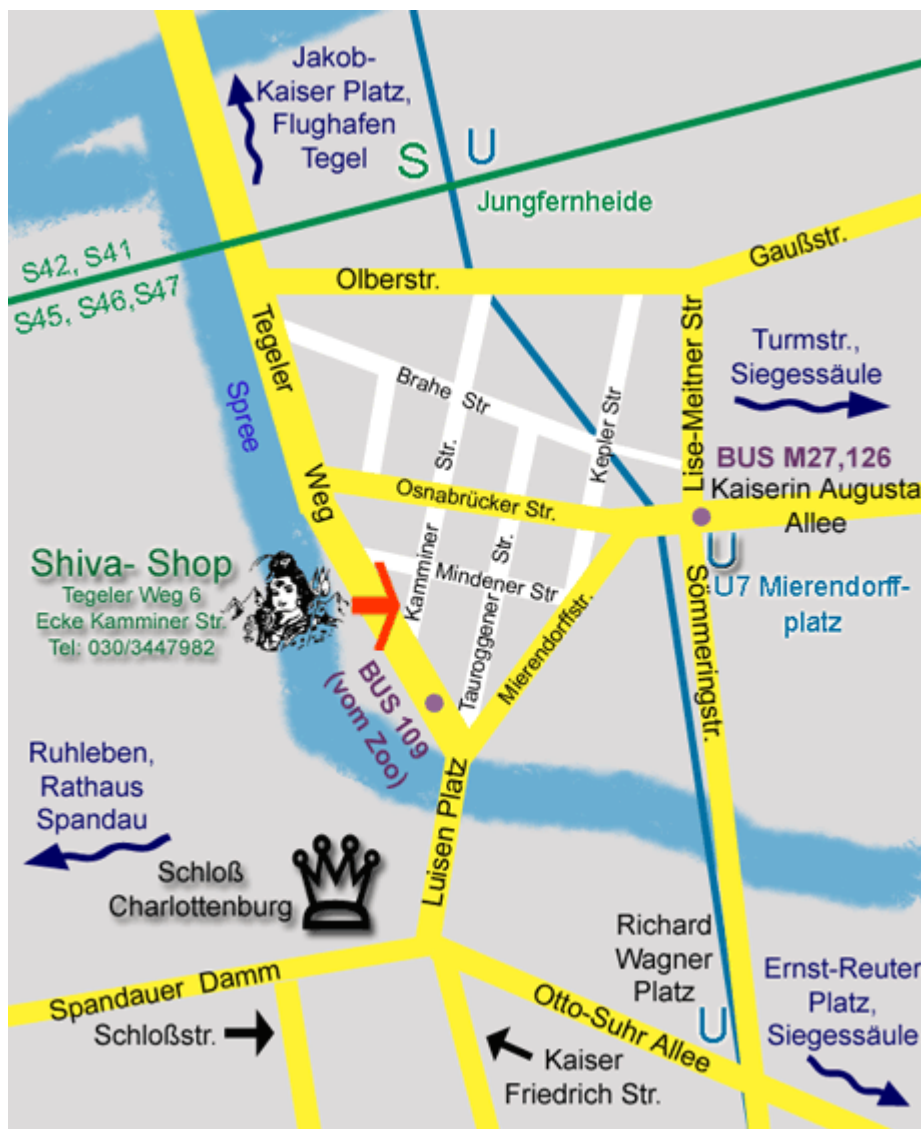 Jakob-
Kaiser Platz,
Flughafen
Tegel
S
U
Jungfernheide
S42, S41
S45, S46,S47
Olberstr.
Gaußstr.
Tegeler
Weg
Spree
Brahe Str
Kamminer
Str.
Kepler Str
Lise-Meitner Str
Turmstr.,
Siegessäule
BUS M27,126
Kaiserin Augusta
Allee
Osnabrücker Str.
Mindener Str
Tauroggener Str.
Mierendorffstr.
U
U7 Mierendorff-
platz
Sömmeringstr.
Shiva- Shop
Tegeler Weg 6
Ecke Kamminer Str.
Tel: 030/3447982
BUS 109
(vom Zoo)
Luisen Platz
Ruhleben,
Rathaus
Spandau
Schloß
Charlottenburg
Richard
Wagner
Platz
U
Ernst-Reuter
Platz,
Siegessäule
Spandauer Damm
Otto-Suhr Allee
Schloßstr.
Kaiser
Friedrich Str.